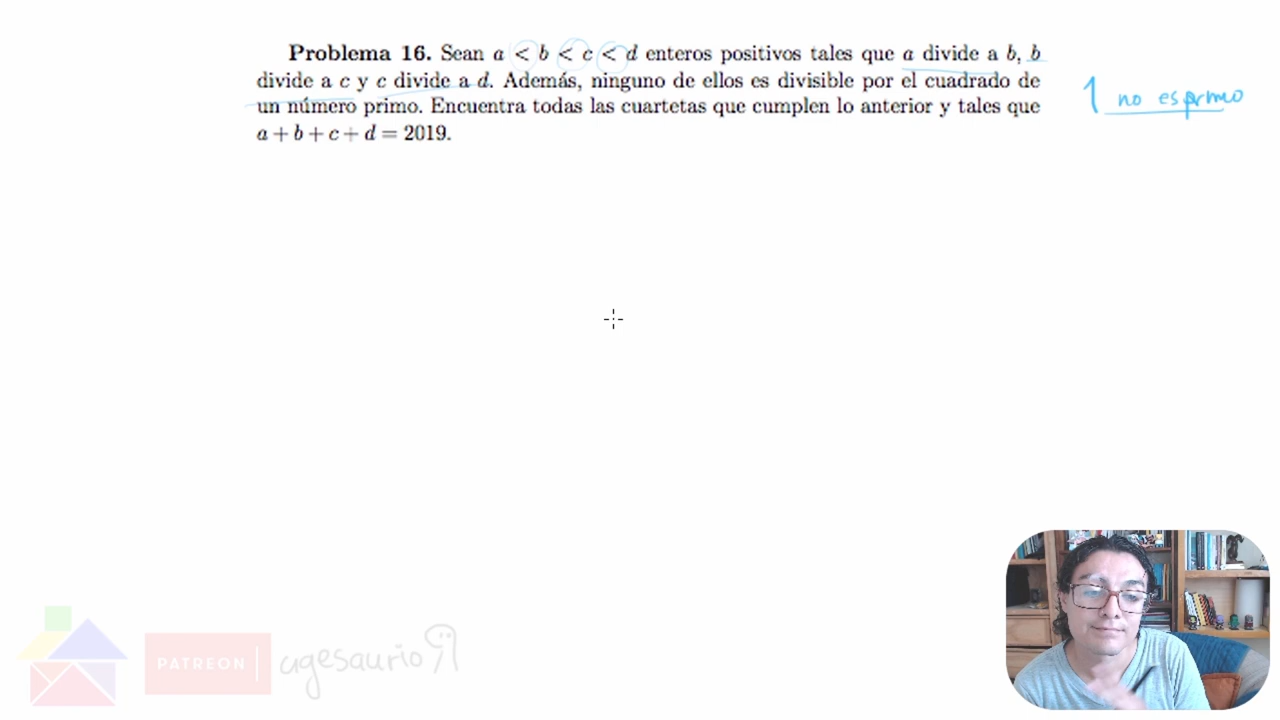 Problema 16. Sean a < b < c < d enteros positivos tales que a divide a b, b
divide a c y c divide a d. Además, ninguno de ellos es divisible por el cuadrado de
un número primo. Encuentra todas las cuartetas que cumplen lo anterior y tales que
a + b + c + d = 2019.
1 no es primo
PATREON
agesaurio